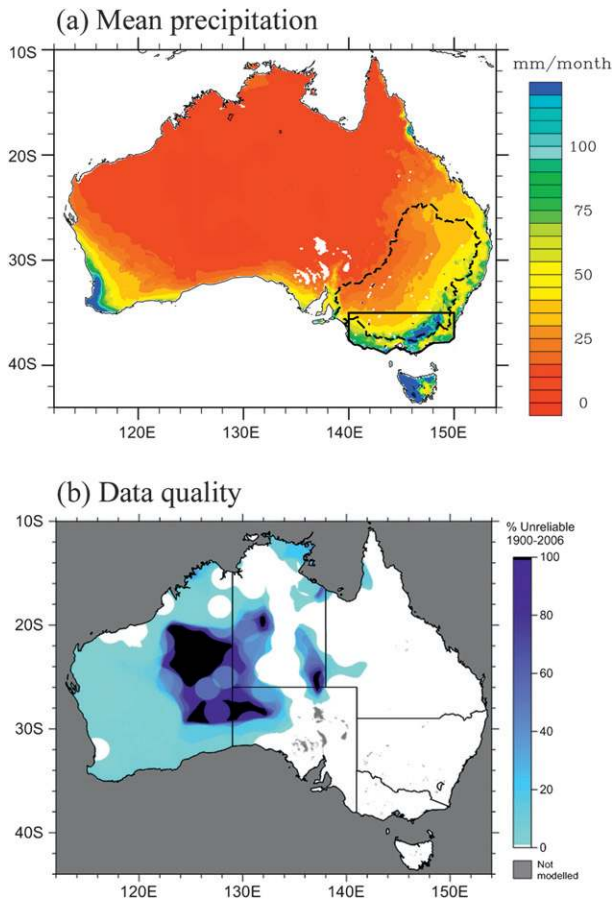 (a) Mean precipitation
mm/month
10S
20S
30S
40S
120E 130E 140E 150E
100
75
50
25
0
(b) Data quality
% Unreliable
1900-2006
10S
20S
30S
40S
120E 130E 140E 150E
100
80
60
40
20
0
Not
modelled